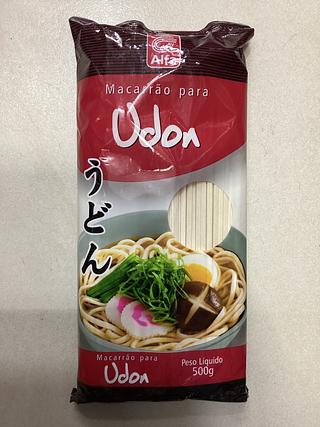 Alfa
Macarrão para
Udon
うどん
Macarrão para
Udon
Peso Líquido
500g